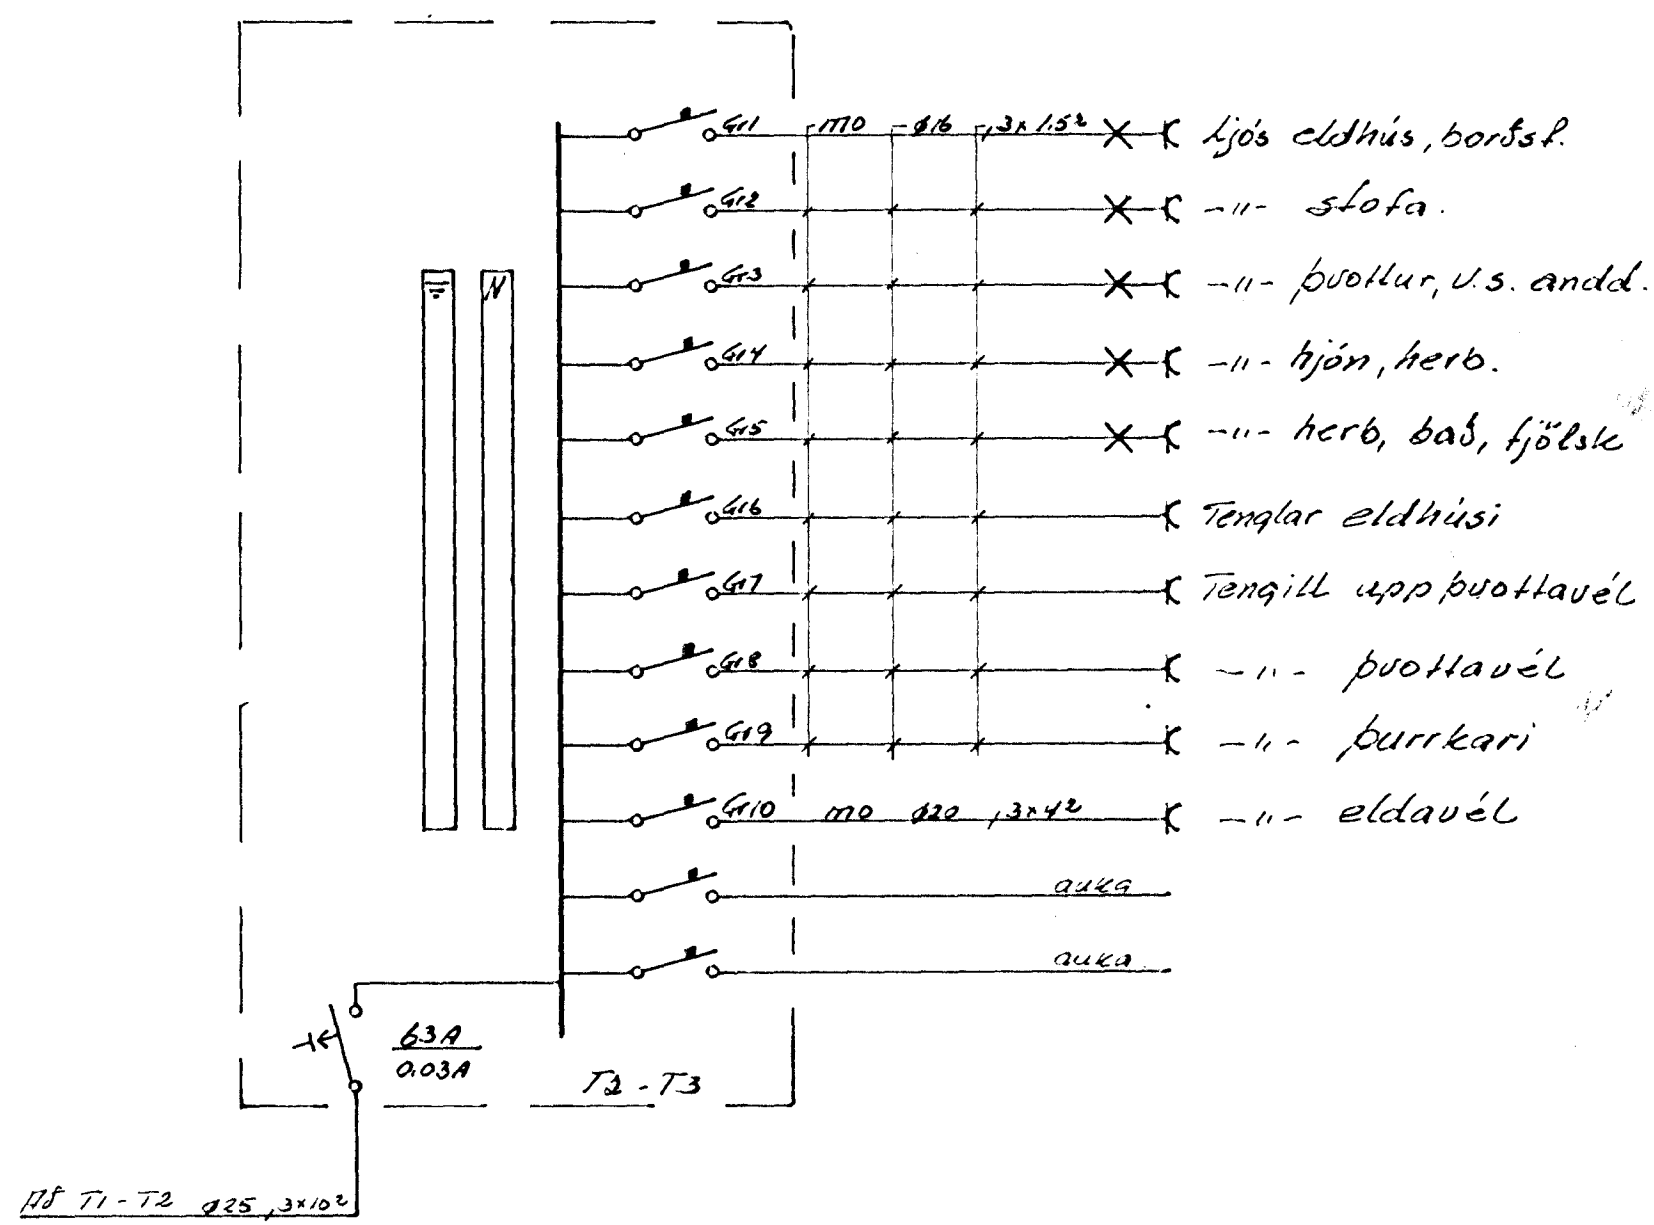 Gr1 MO ø16 , 3x1.5² Ljós eldhús, borðst.
Gr2 -"- stofa.
Gr3 -"- þvottur, v.s. andd.
N
Gr4 -"- hjón, herb.
Gr5 -"- herb, bað, fjölsk
Gr6 Tenglar eldhúsi
Gr7 Tengill uppþvottavél
Gr8 -"- þvottavél
Gr9 -"- þurrkari
Gr10 MO ø20 , 3x4² -"- eldavél
auka
auka
63A
0.03A
T2 - T3
T1 - T2 ø25 , 3x10²